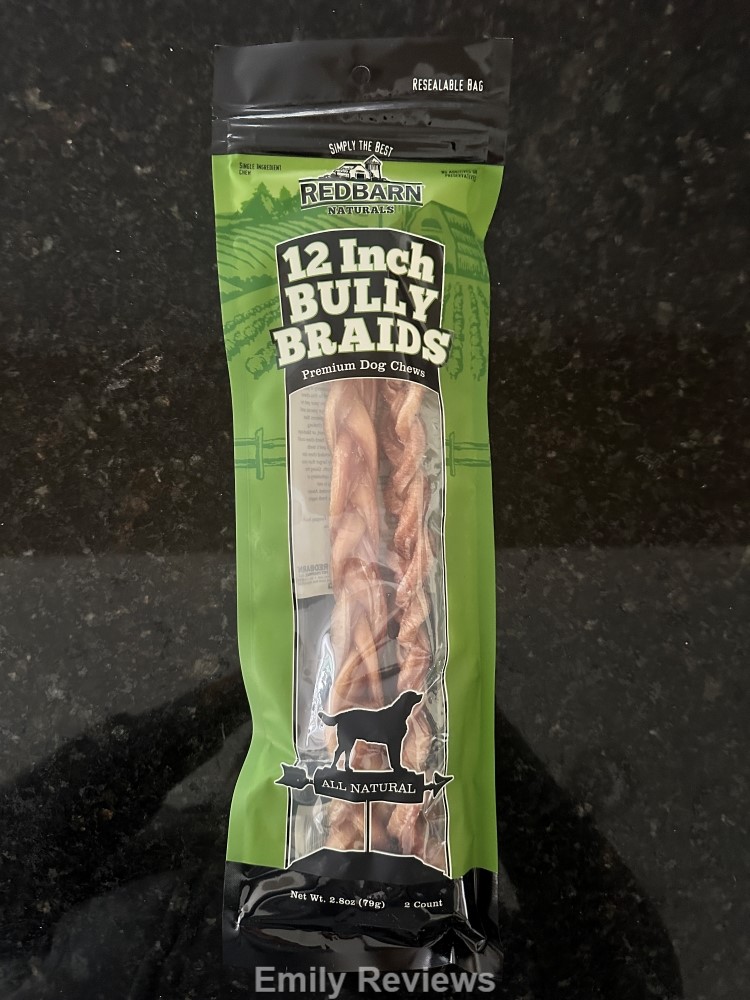 RESEALABLE BAG
SIMPLY THE BEST
SINGLE INGREDIENT
CHEW
REDBARN
NATURALS
12 Inch
BULLY
BRAIDS
Premium Dog Chews
REDBARN
ALL NATURAL
Net Wt. 2.8oz (79g) 2 Count
Emily Reviews